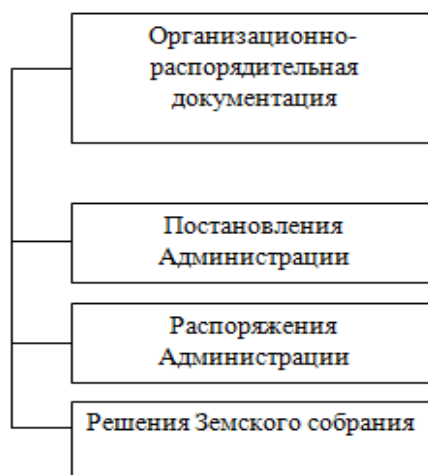 Организационно-
распорядительная
документация
Постановления
Администрации
Распоряжения
Администрации
Решения Земского собрания